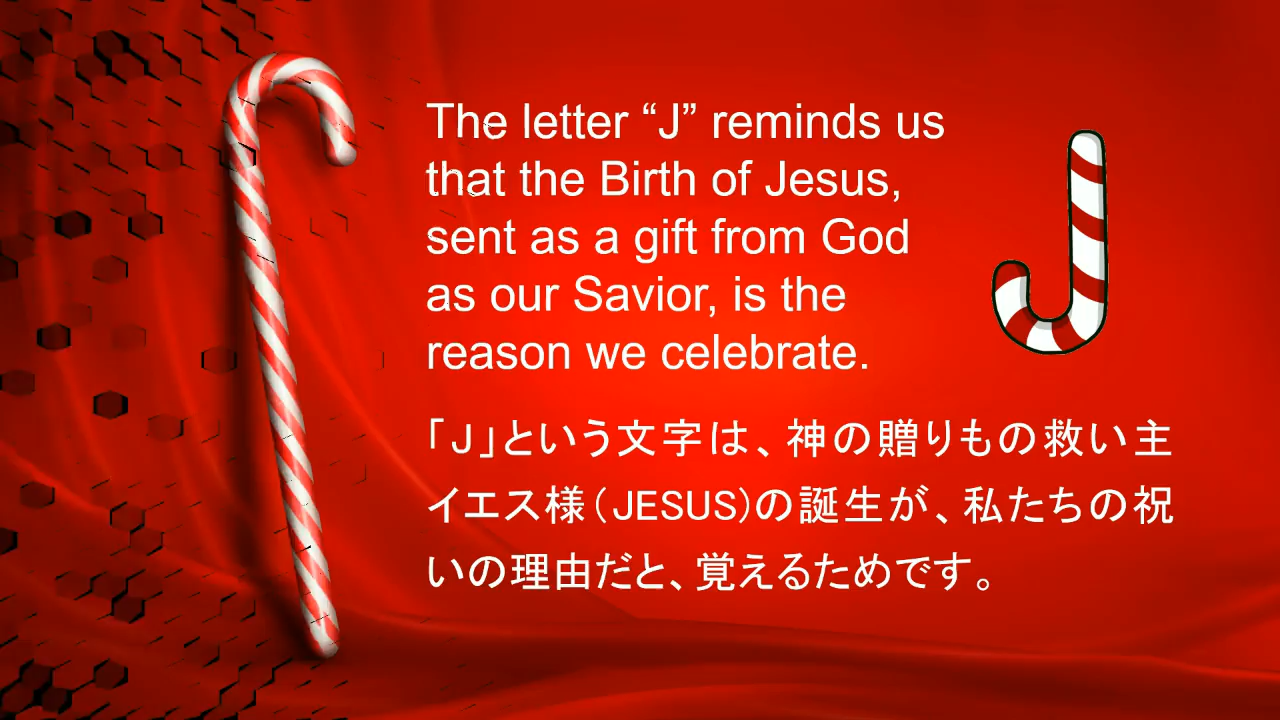 The letter “J” reminds us
that the Birth of Jesus,
sent as a gift from God
as our Savior, is the
reason we celebrate.
「J」という文字は、神の贈りもの救い主
イエス様（JESUS)の誕生が、私たちの祝
いの理由だと、覚えるためです。